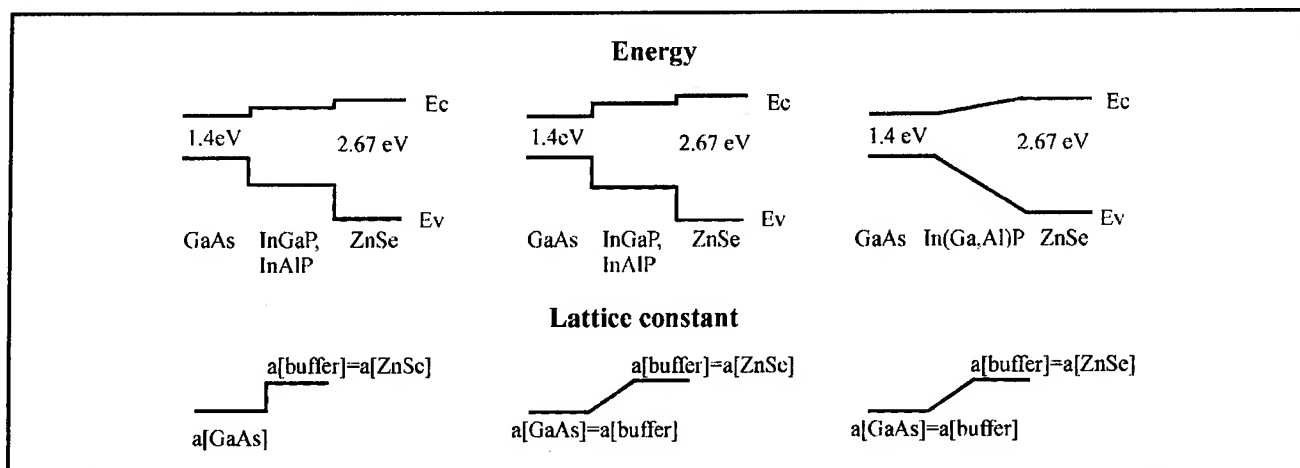 Energy
Ec
1.4eV
2.67 eV
Ev
GaAs InGaP, ZnSe
InAlP
Ec
1.4eV
2.67 eV
Ev
GaAs InGaP, ZnSe
InAlP
Ec
1.4 eV
2.67 eV
Ev
GaAs In(Ga,Al)P ZnSe
Lattice constant
a[buffer]=a[ZnSe]
a[GaAs]
a[buffer]=a[ZnSe]
a[GaAs]=a[buffer]
a[buffer]=a[ZnSe]
a[GaAs]=a[buffer]